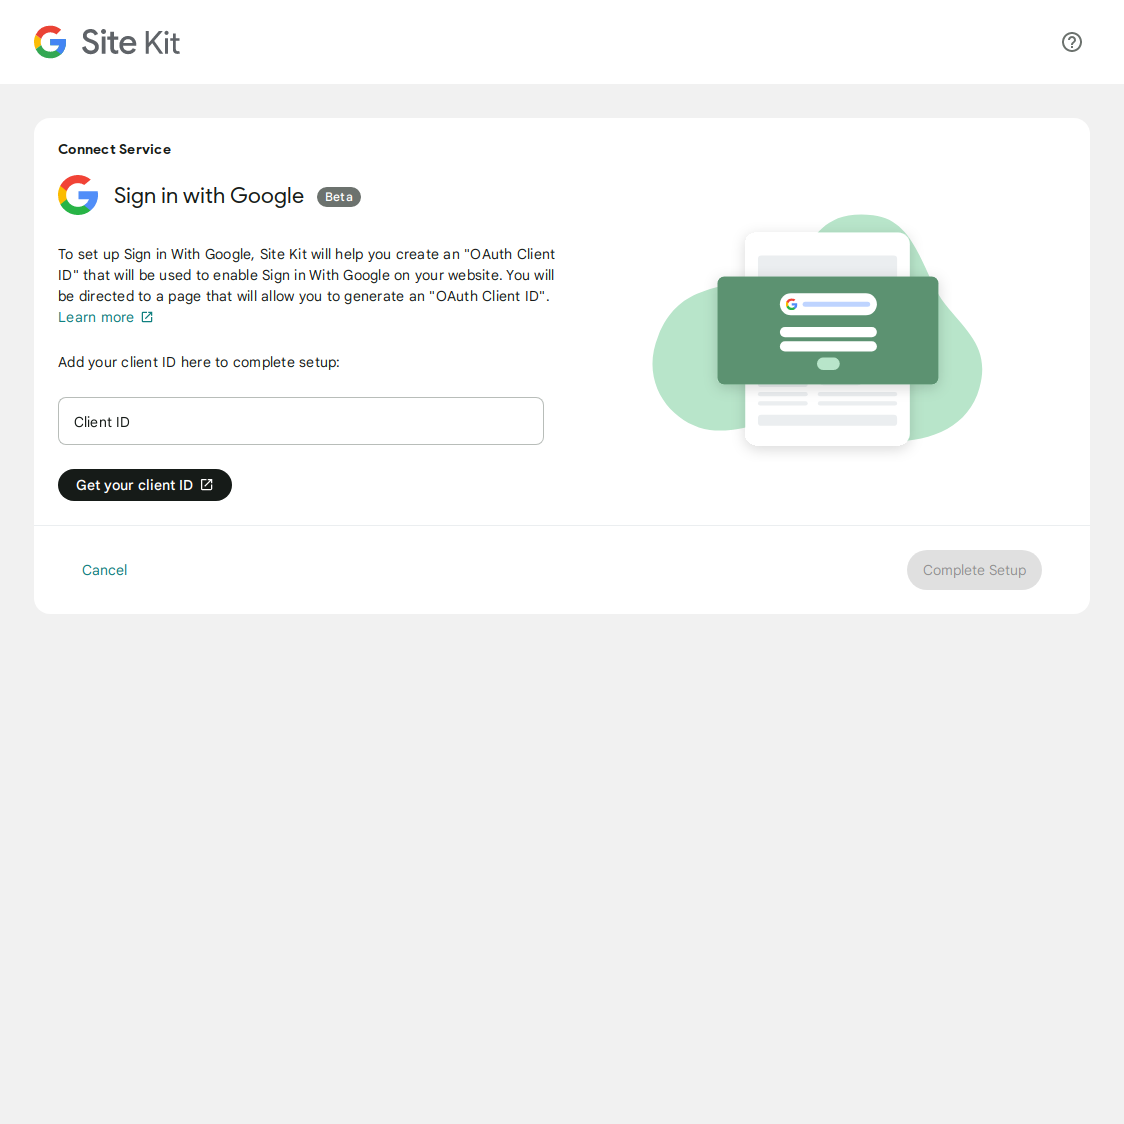 Site Kit
Connect Service
Sign in with Google Beta
To set up Sign in With Google, Site Kit will help you create an "OAuth Client
ID" that will be used to enable Sign in With Google on your website. You will
be directed to a page that will allow you to generate an "OAuth Client ID".
Learn more
Add your client ID here to complete setup:
Client ID
Get your client ID
Cancel
Complete Setup